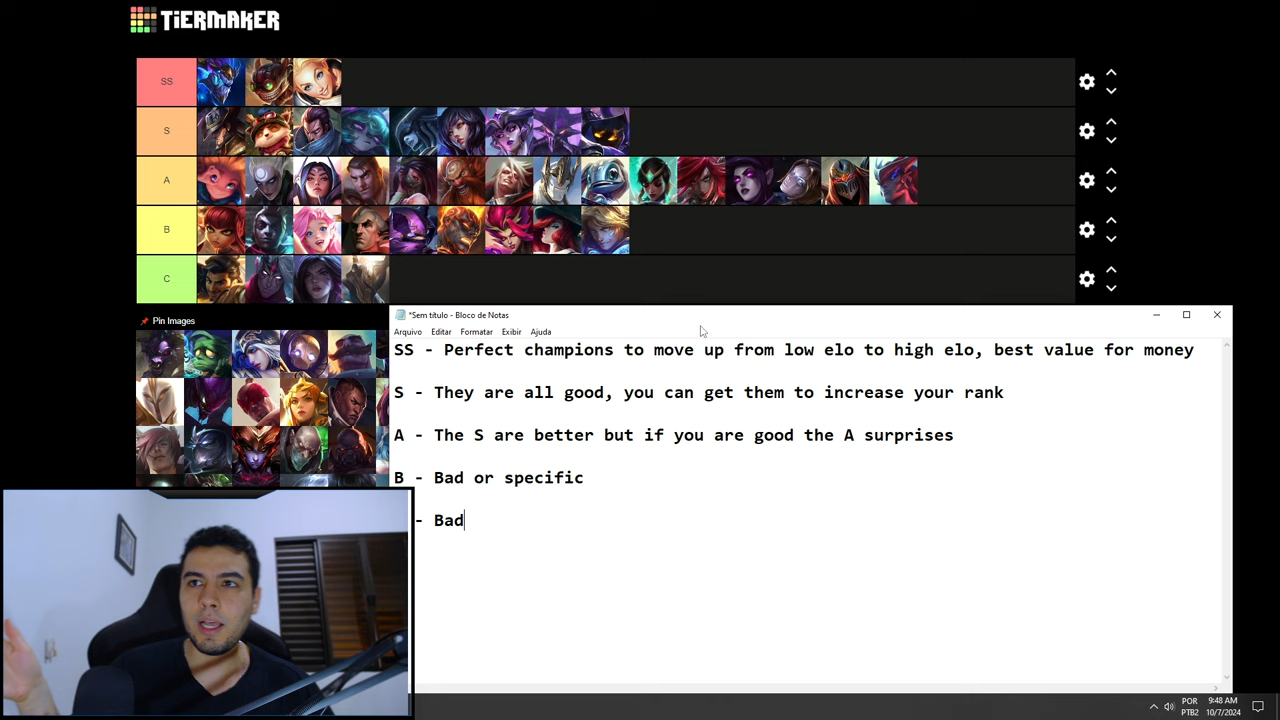 TIERMAKER
SS
S
A
B
C
Pin Images
*Sem título - Bloco de Notas
Arquivo Editar Formatar Exibir Ajuda
SS - Perfect champions to move up from low elo to high elo, best value for money
S - They are all good, you can get them to increase your rank
A - The S are better but if you are good the A surprises
B - Bad or specific
- Bad
POR
PTB2
9:48 AM
10/7/2024